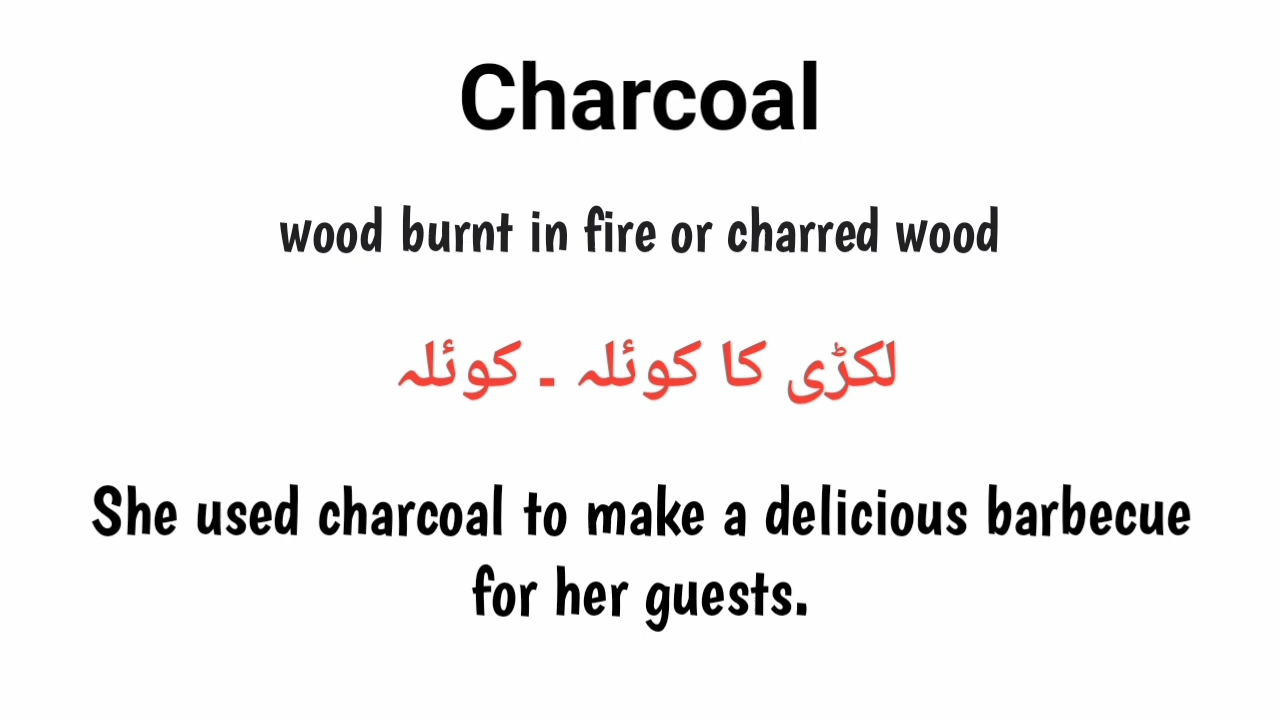 Charcoal
wood burnt in fire or charred wood
لکڑی کا کوئلہ ۔ کوئلہ
She used charcoal to make a delicious barbecue
for her guests.